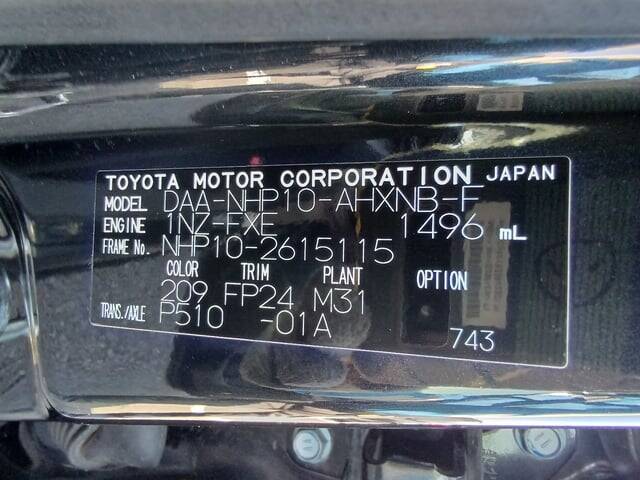 TOYOTA MOTOR CORPORATION JAPAN
MODEL DAA-NHP10-AHXNB-F
ENGINE 1NZ-FXE 1496 mL
FRAME No. NHP10-2615115
COLOR TRIM PLANT OPTION
209 FP24 M31
TRANS./AXLE P510 -01A
743